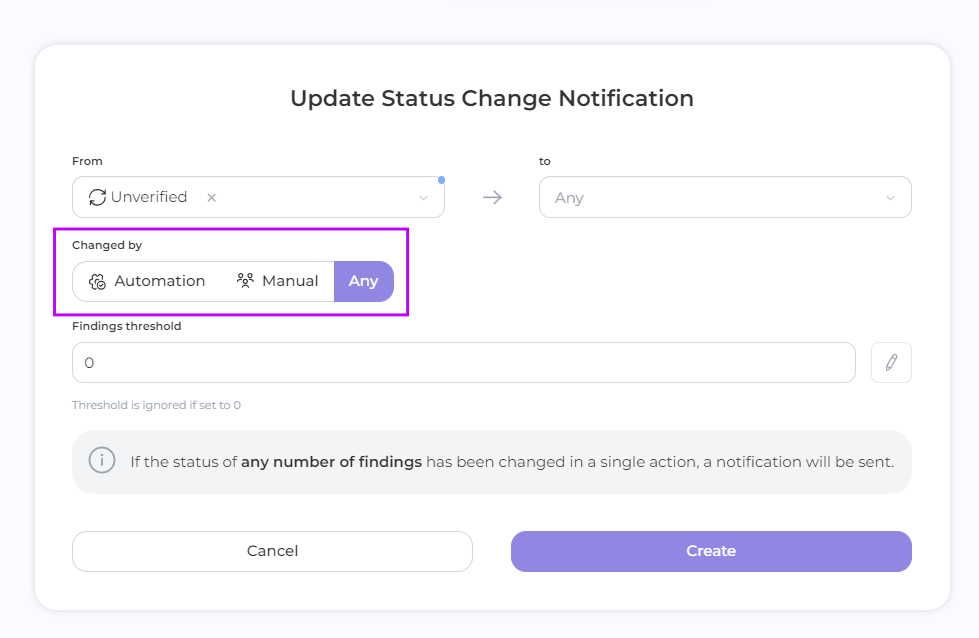 Update Status Change Notification
From
to
Unverified
Any
Changed by
Automation Manual Any
Findings threshold
0
Threshold is ignored if set to 0
If the status of any number of findings has been changed in a single action, a notification will be sent.
Cancel
Create